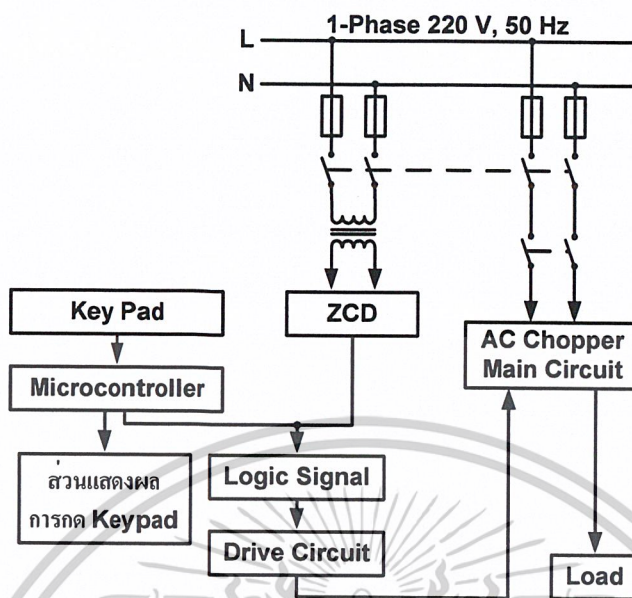 1-Phase 220 V, 50 Hz
L
N
Key Pad
ZCD
AC Chopper
Main Circuit
Microcontroller
ส่วนแสดงผล
การกด Keypad
Logic Signal
Drive Circuit
Load